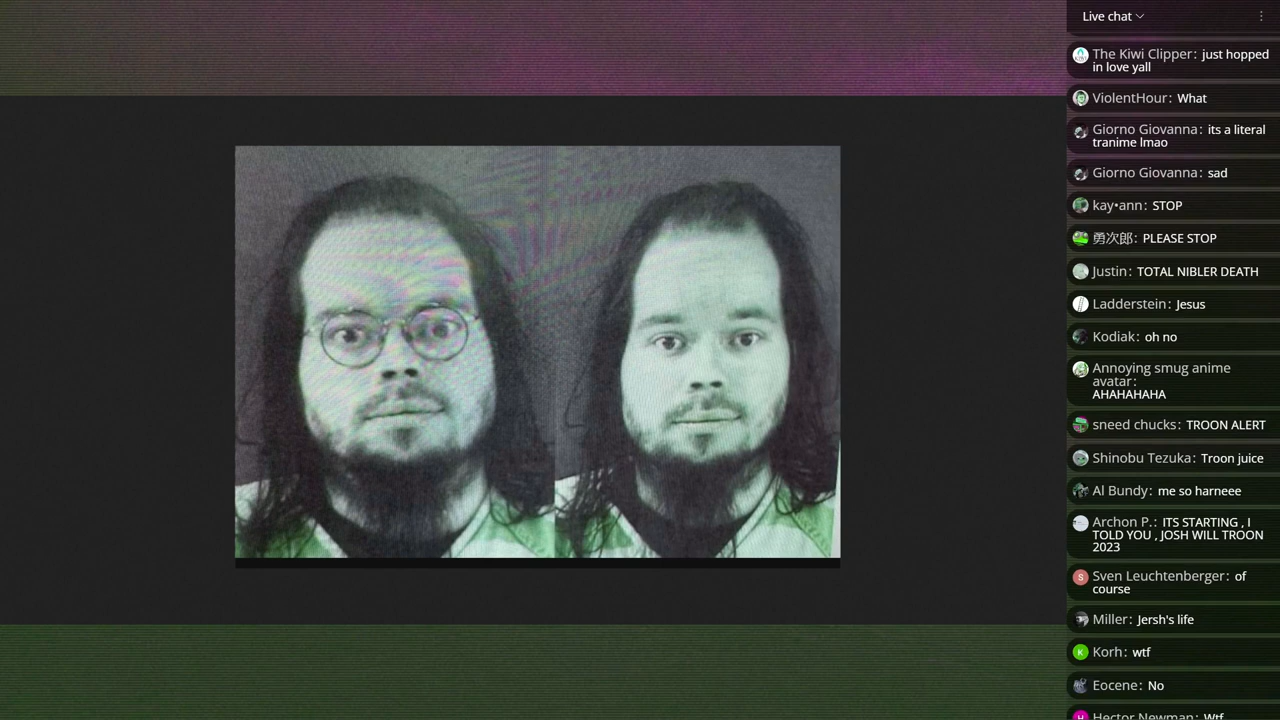 Live chat
The Kiwi Clipper: just hopped
in love yall
ViolentHour: What
Giorno Giovanna: its a literal
tranime lmao
Giorno Giovanna: sad
kay•ann: STOP
勇次郎: PLEASE STOP
Justin: TOTAL NIBLER DEATH
Ladderstein: Jesus
Kodiak: oh no
Annoying smug anime
avatar:
AHAHAHAHA
sneed chucks: TROON ALERT
Shinobu Tezuka: Troon juice
Al Bundy: me so harneee
Archon P.: ITS STARTING , I
TOLD YOU , JOSH WILL TROON
2023
S
Sven Leuchtenberger: of
course
Miller: Jersh's life
K
Korh: wtf
Eocene: No
H
Hector Newman: Wtf